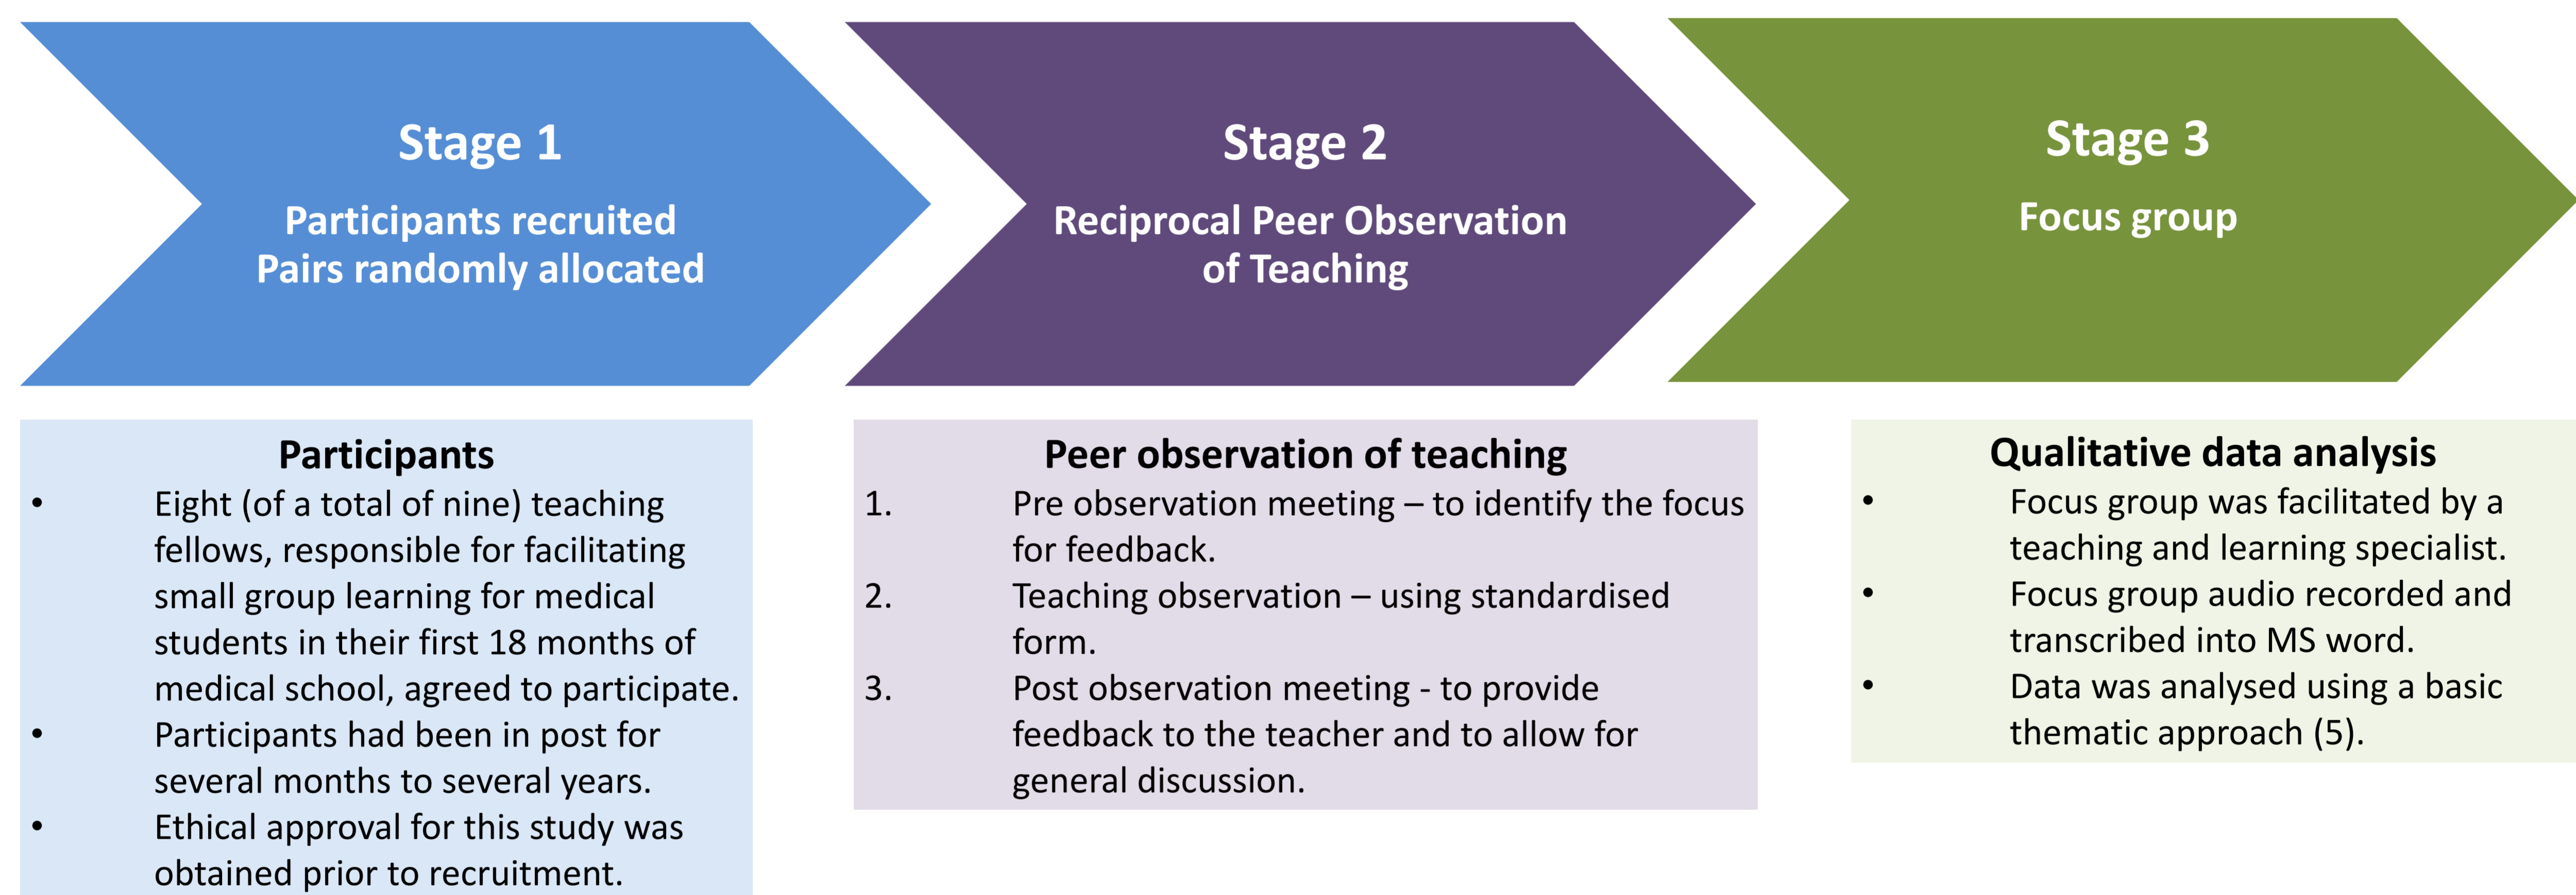 Stage 1
Participants recruited
Pairs randomly allocated
Stage 2
Reciprocal Peer Observation
of Teaching
Stage 3
Focus group
Participants
• Eight (of a total of nine) teaching
fellows, responsible for facilitating
small group learning for medical
students in their first 18 months of
medical school, agreed to participate.
• Participants had been in post for
several months to several years.
• Ethical approval for this study was
obtained prior to recruitment.
Peer observation of teaching
1. Pre observation meeting – to identify the focus
for feedback.
2. Teaching observation – using standardised
form.
3. Post observation meeting - to provide
feedback to the teacher and to allow for
general discussion.
Qualitative data analysis
• Focus group was facilitated by a
teaching and learning specialist.
• Focus group audio recorded and
transcribed into MS word.
• Data was analysed using a basic
thematic approach (5).